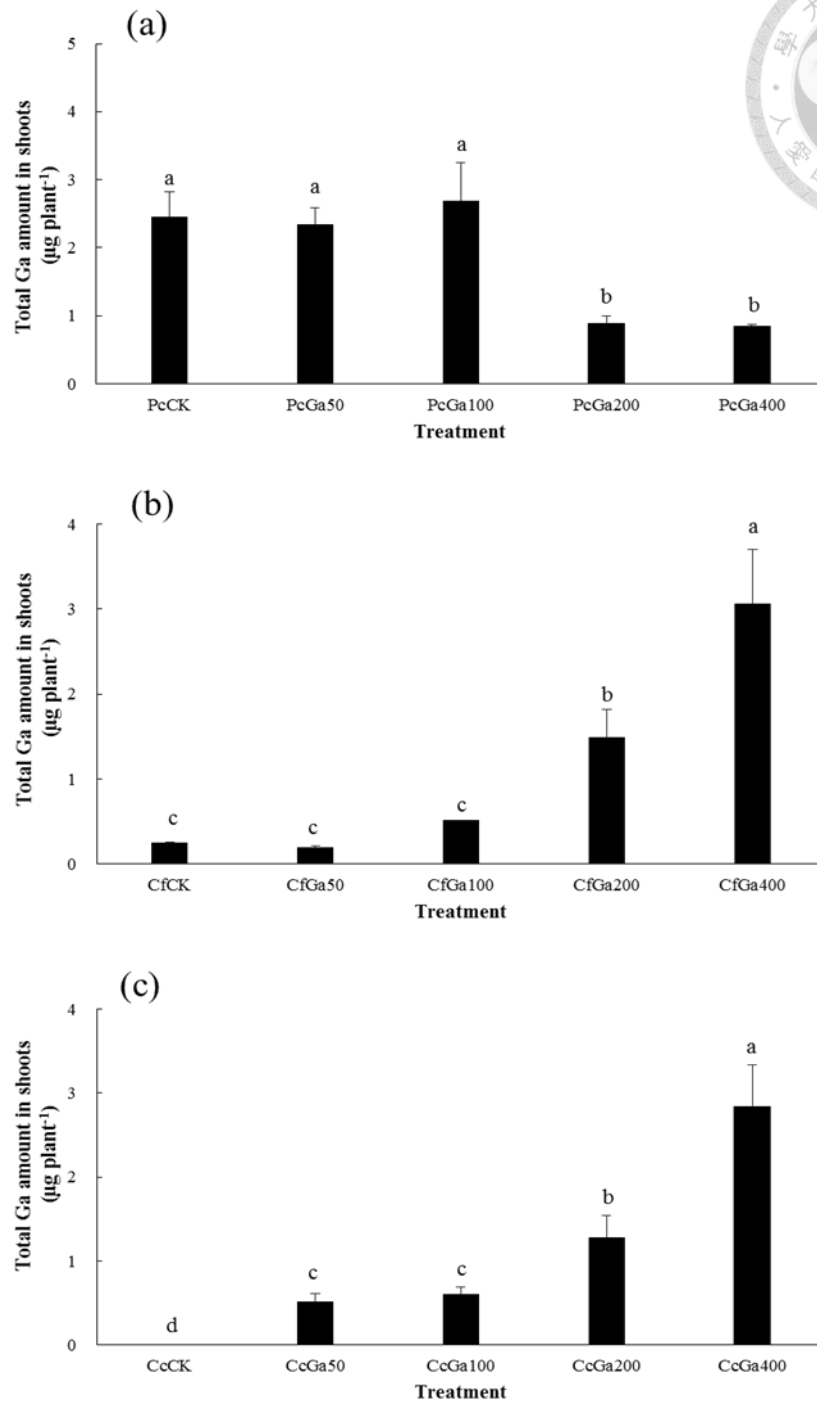 (a)
Total Ga amount in shoots
(µg plant⁻¹)
5
4
3
2
1
0
a
a
a
b
b
PcCK
PcGa50
PcGa100
PcGa200
PcGa400
Treatment
(b)
Total Ga amount in shoots
(µg plant⁻¹)
4
3
2
1
0
c
c
c
b
a
CfCK
CfGa50
CfGa100
CfGa200
CfGa400
Treatment
(c)
Total Ga amount in shoots
(µg plant⁻¹)
4
3
2
1
0
d
c
c
b
a
CcCK
CcGa50
CcGa100
CcGa200
CcGa400
Treatment
學
人
愛